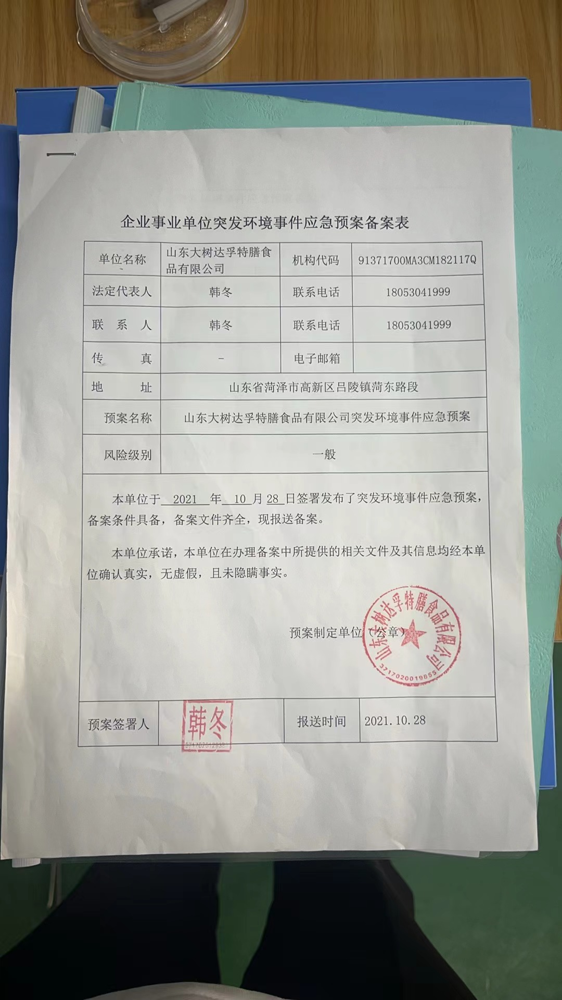 企业事业单位突发环境事件应急预案备案表
单位名称
山东大树达孚特膳食
品有限公司
机构代码
91371700MA3CM182117Q
法定代表人
韩冬
联系电话
18053041999
联 系 人
韩冬
联系电话
18053041999
传 真
-
电子邮箱
地 址
山东省菏泽市高新区吕陵镇菏东路段
预案名称
山东大树达孚特膳食品有限公司突发环境事件应急预案
风险级别
一般
本单位于 2021 年 10 月 28 日签署发布了突发环境事件应急预案，
备案条件具备，备案文件齐全，现报送备案。
本单位承诺，本单位在办理备案中所提供的相关文件及其信息均经本单
位确认真实，无虚假，且未隐瞒事实。
预案制定单位（公章）
山东大树达孚特膳食品有限公司
3717020019855
预案签署人
韩冬
报送时间
2021.10.28